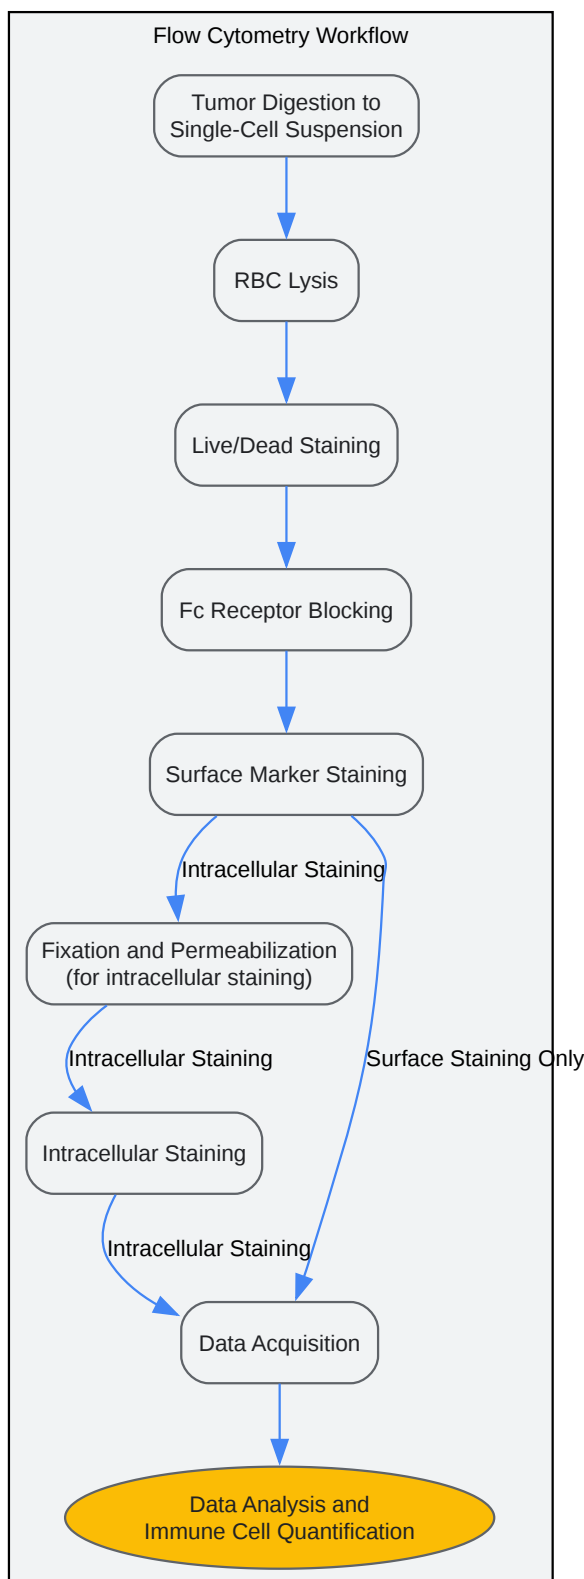 Flow Cytometry Workflow
Tumor Digestion to
Single-Cell Suspension
RBC Lysis
Live/Dead Staining
Fc Receptor Blocking
Surface Marker Staining
Intracellular Staining
Fixation and Permeabilization
(for intracellular staining)
Intracellular Staining
Surface Staining Only
Intracellular Staining
Intracellular Staining
Data Acquisition
Data Analysis and
Immune Cell Quantification